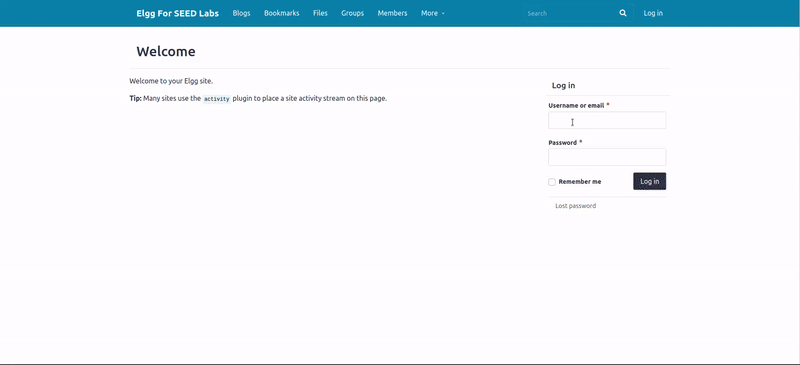 Elgg For SEED Labs Blogs Bookmarks Files Groups Members More Search Log in
Welcome
Welcome to your Elgg site.
Tip: Many sites use the activity plugin to place a site activity stream on this page.
Log in
Username or email *
Password *
Remember me Log in
Lost password